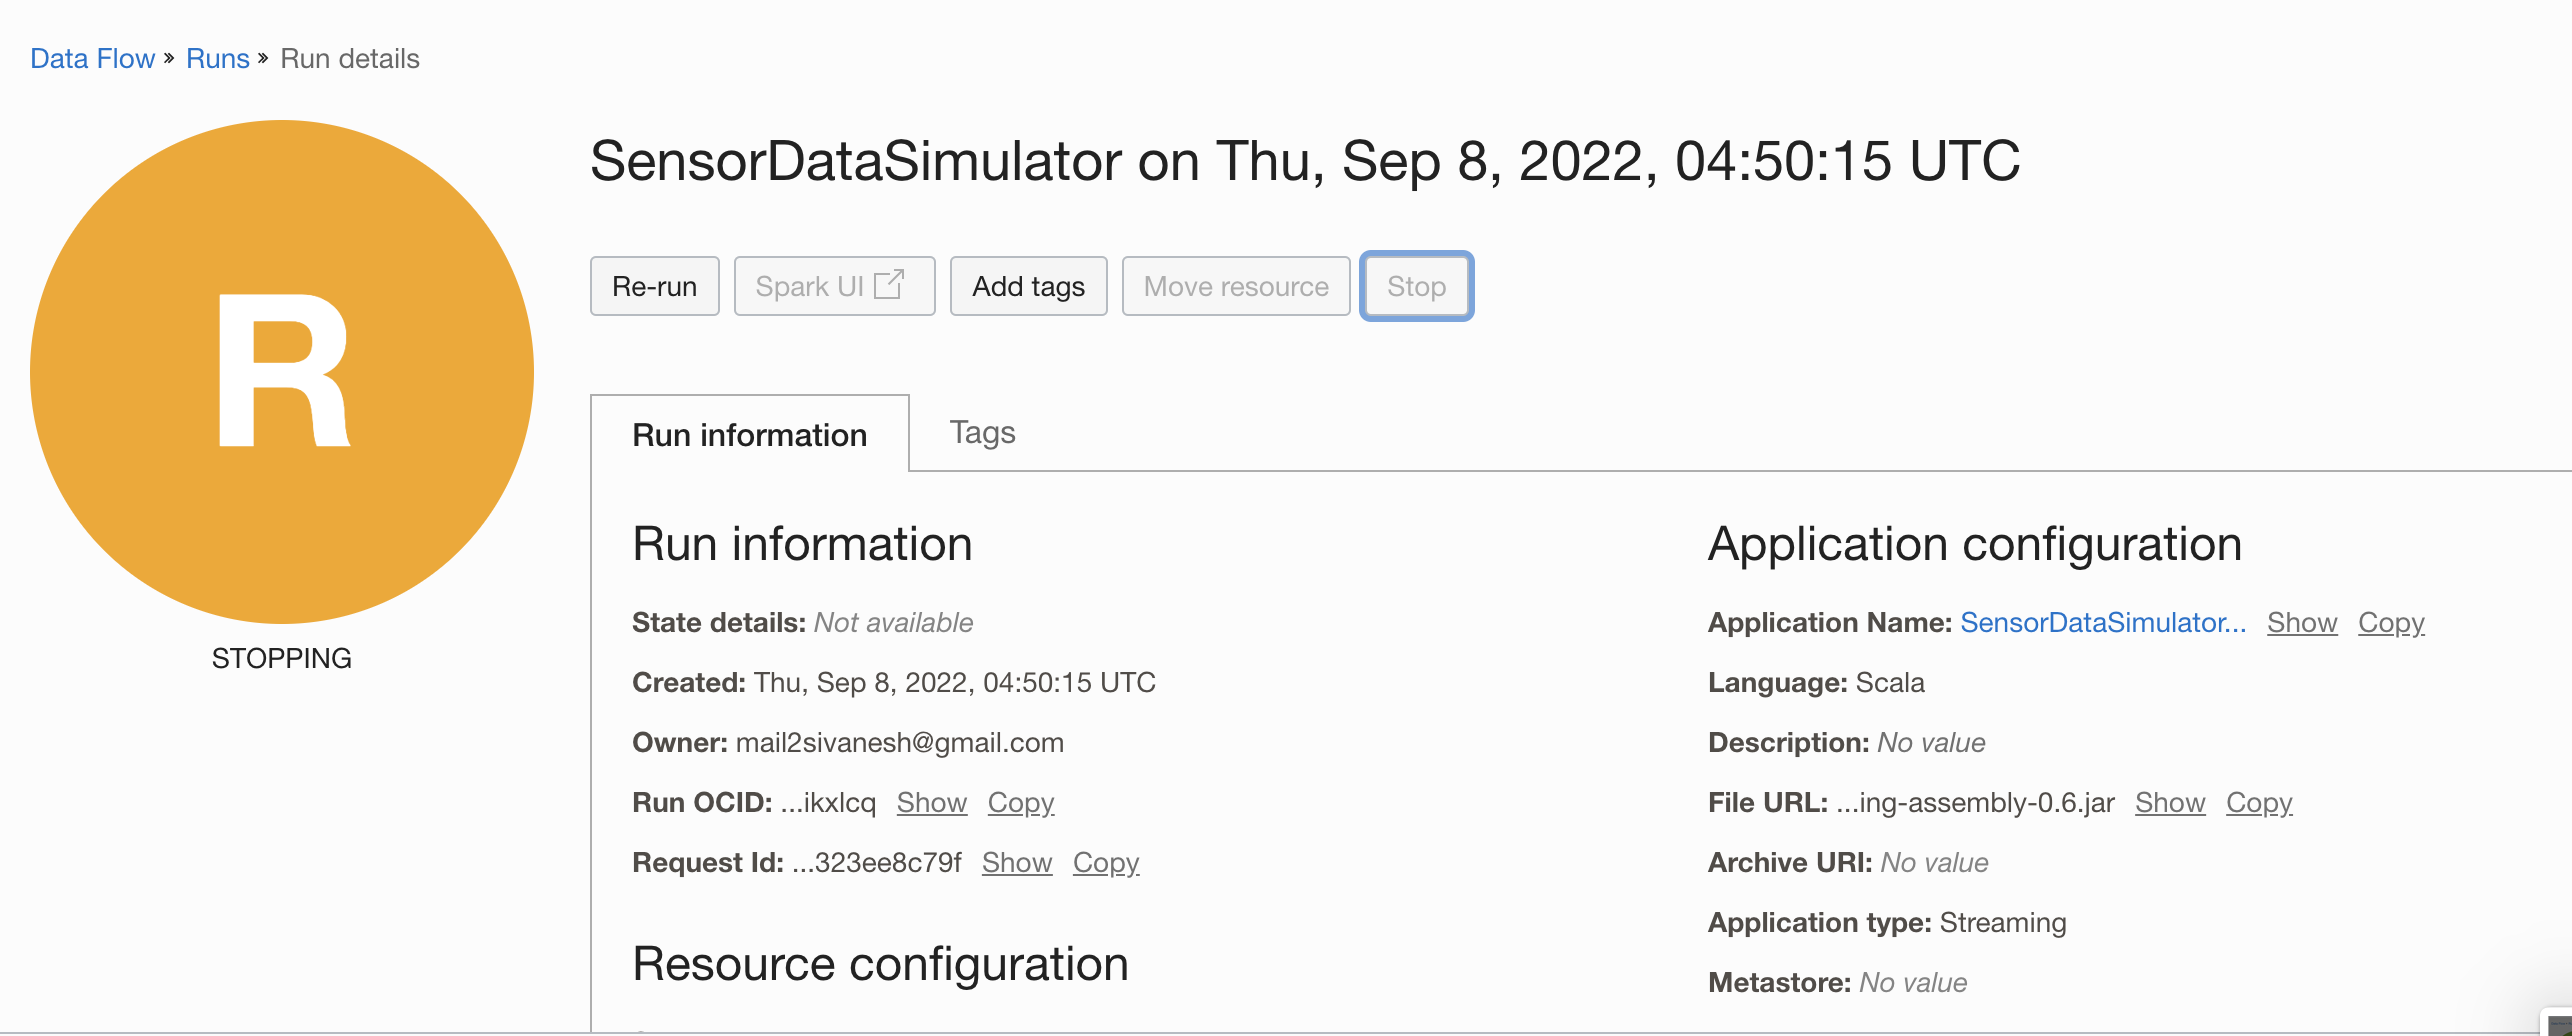 Data Flow » Runs » Run details
SensorDataSimulator on Thu, Sep 8, 2022, 04:50:15 UTC
Re-run Spark UI Add tags Move resource Stop
R
STOPPING
Run information Tags
Run information
State details: Not available
Created: Thu, Sep 8, 2022, 04:50:15 UTC
Owner: mail2sivanesh@gmail.com
Run OCID: ...ikxlcq Show Copy
Request Id: ...323ee8c79f Show Copy
Resource configuration
Application configuration
Application Name: SensorDataSimulator... Show Copy
Language: Scala
Description: No value
File URL: ...ing-assembly-0.6.jar Show Copy
Archive URI: No value
Application type: Streaming
Metastore: No value